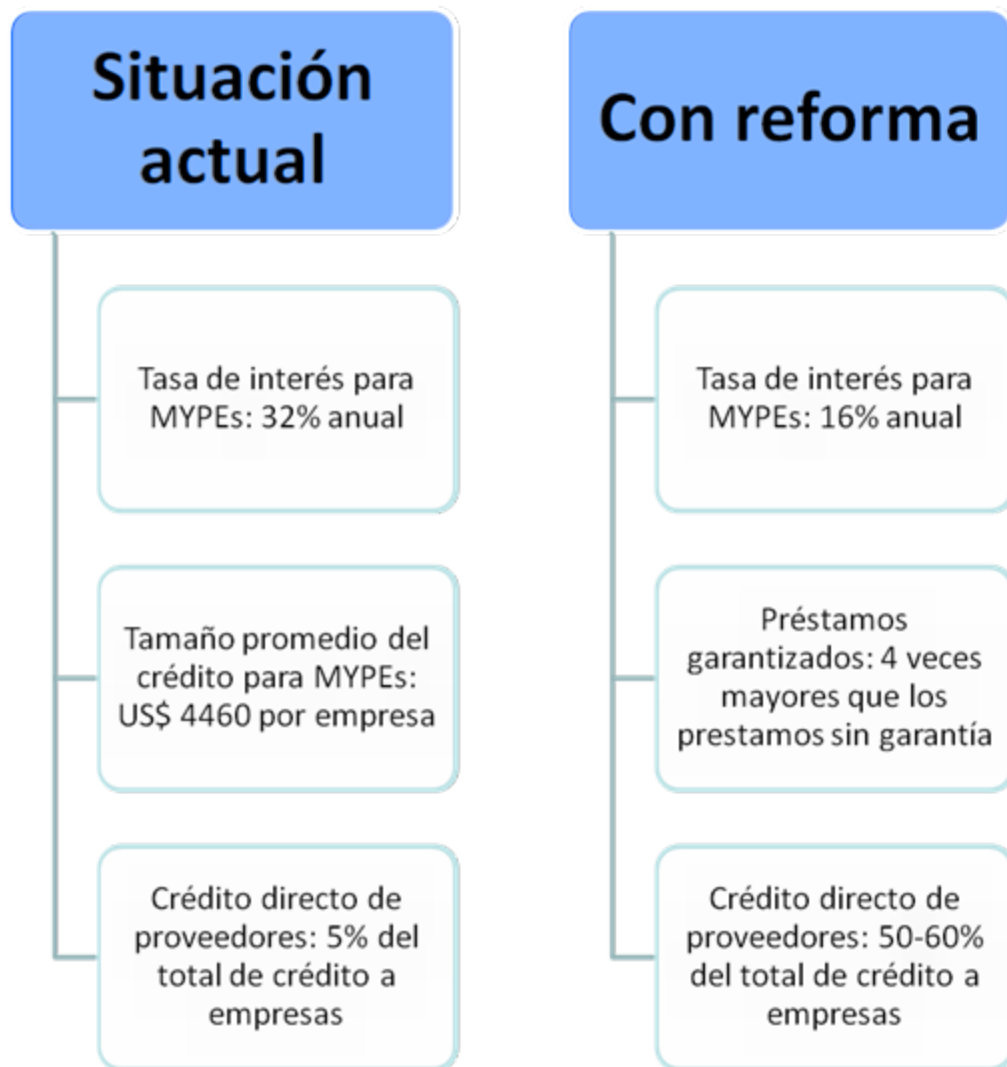 Situación
actual
Tasa de interés para
MYPEs: 32% anual
Tamaño promedio del
crédito para MYPEs:
US$ 4460 por empresa
Crédito directo de
proveedores: 5% del
total de crédito a
empresas
Con reforma
Tasa de interés para
MYPEs: 16% anual
Préstamos
garantizados: 4 veces
mayores que los
prestamos sin garantía
Crédito directo de
proveedores: 50-60%
del total de crédito a
empresas